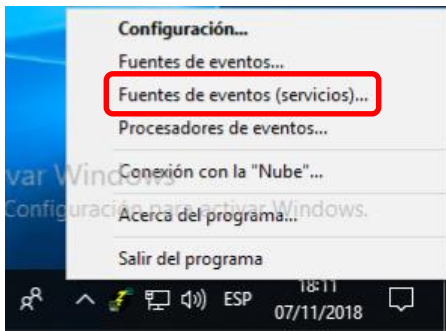 Configuración...
Fuentes de eventos...
Fuentes de eventos (servicios)...
Procesadores de eventos...
var Windows
Conexión con la "Nube"...
Configuración para activar Windows.
Acerca del programa...
Salir del programa
ESP
18:11
07/11/2018